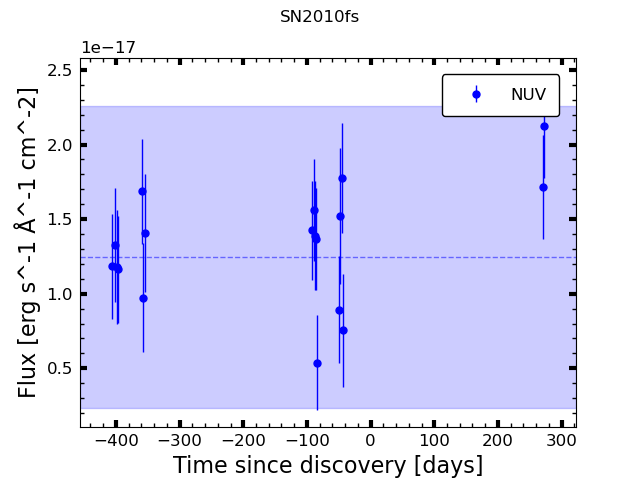 SN2010fs
1e−17
2.5
2.0
1.5
1.0
0.5
NUV
Flux [erg s^-1 Å^-1 cm^-2]
−400 −300 −200 −100 0 100 200 300
Time since discovery [days]